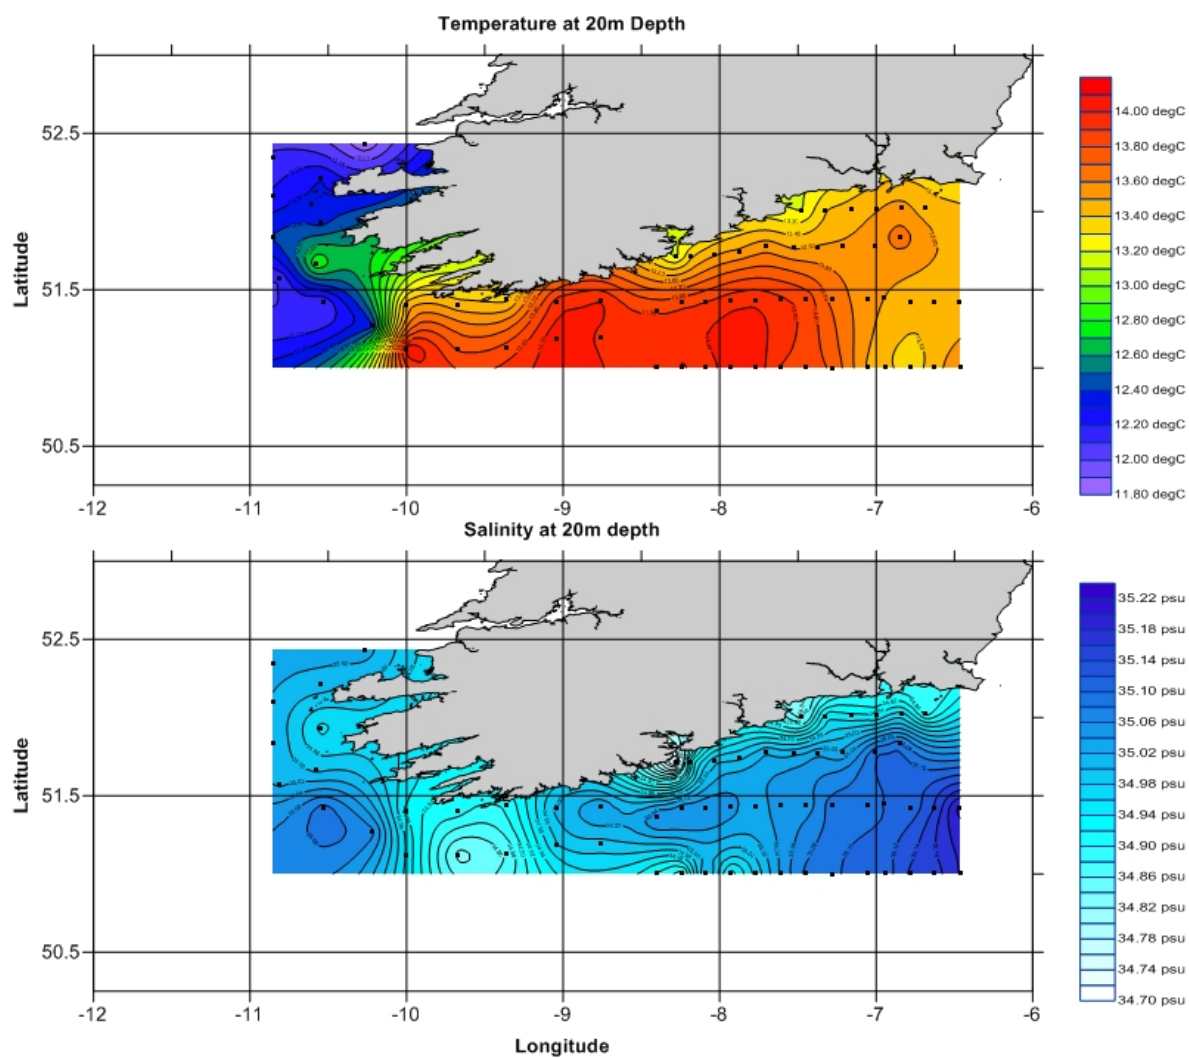 Temperature at 20m Depth
52.5
51.5
50.5
Latitude
-12
-11
-10
-9
-8
-7
-6
14.00 degC
13.80 degC
13.60 degC
13.40 degC
13.20 degC
13.00 degC
12.80 degC
12.60 degC
12.40 degC
12.20 degC
12.00 degC
11.80 degC
Salinity at 20m depth
52.5
51.5
50.5
Latitude
-12
-11
-10
-9
-8
-7
-6
Longitude
35.22 psu
35.18 psu
35.14 psu
35.10 psu
35.06 psu
35.02 psu
34.98 psu
34.94 psu
34.90 psu
34.86 psu
34.82 psu
34.78 psu
34.74 psu
34.70 psu